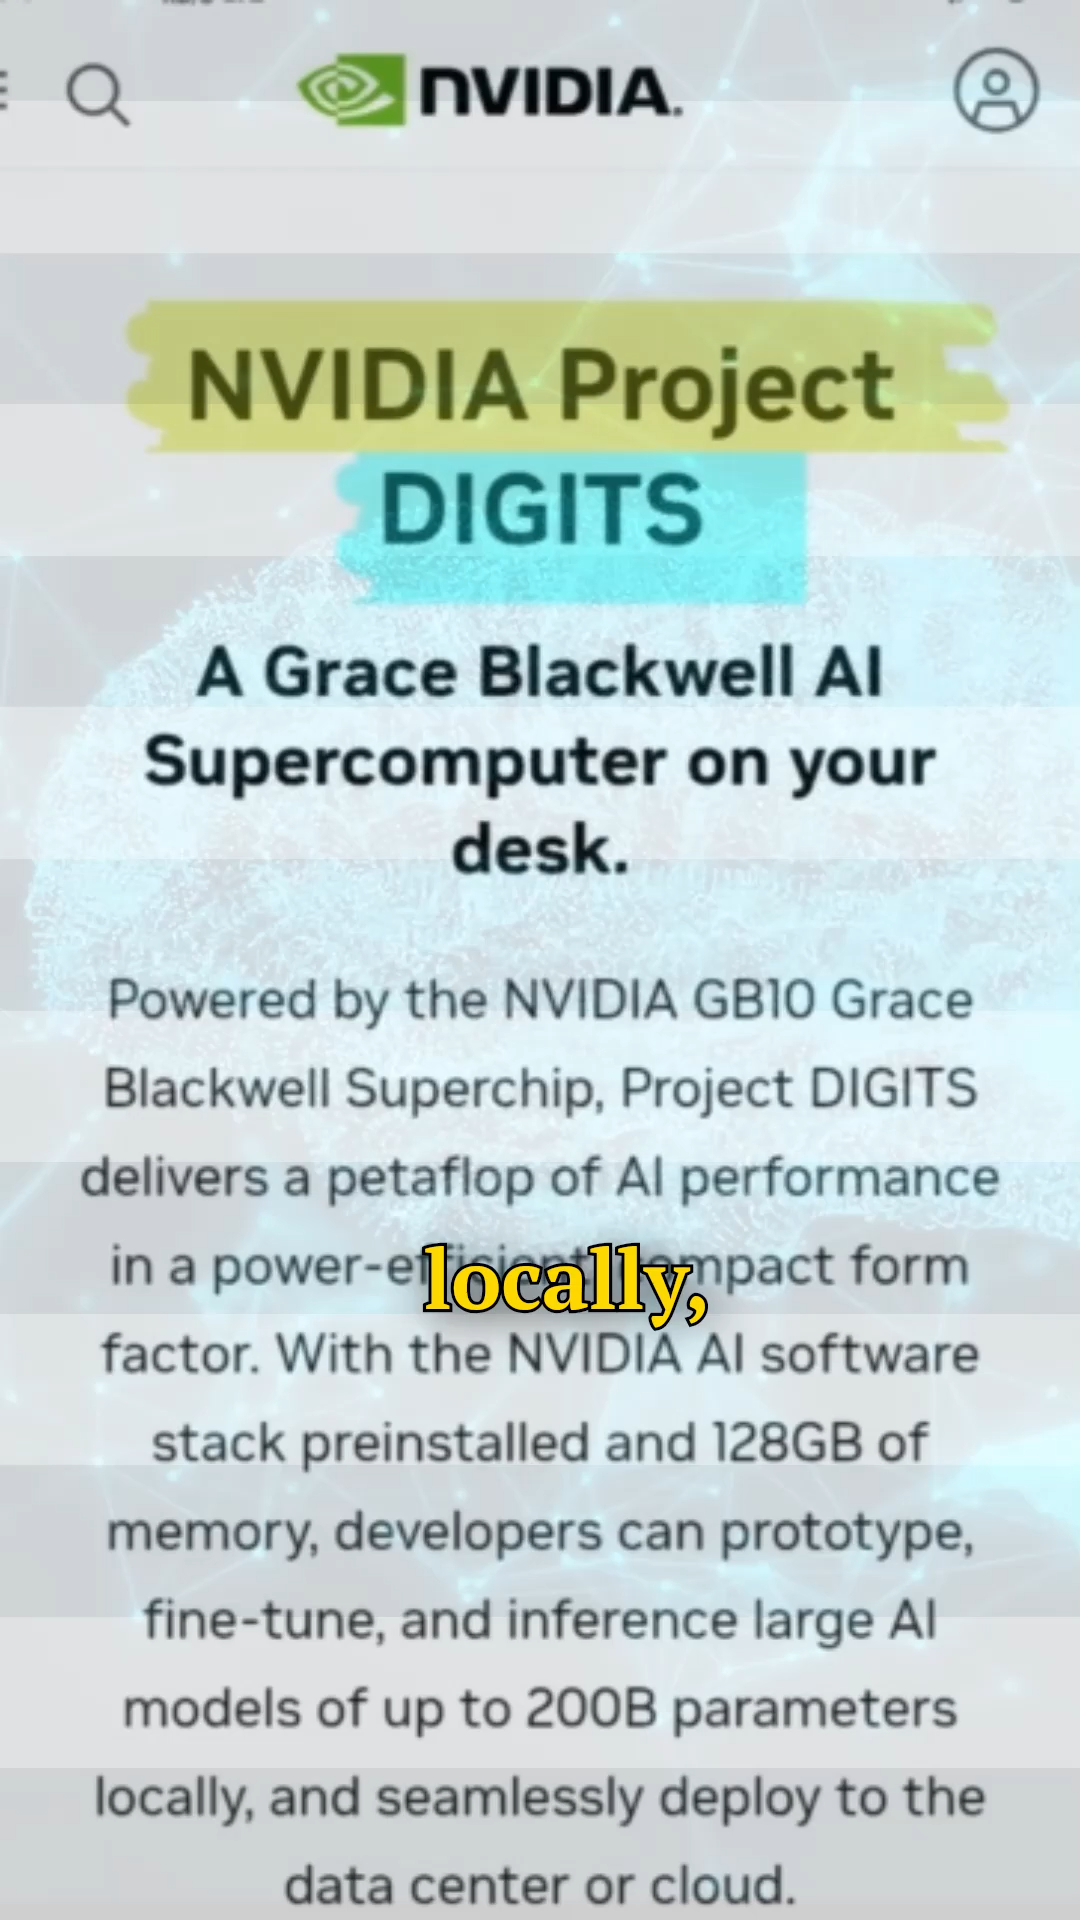 NVIDIA.
NVIDIA Project
DIGITS
A Grace Blackwell AI
Supercomputer on your
desk.
Powered by the NVIDIA GB10 Grace
Blackwell Superchip, Project DIGITS
delivers a petaflop of AI performance
in a power-efficient, compact form
locally,
factor. With the NVIDIA AI software
stack preinstalled and 128GB of
memory, developers can prototype,
fine-tune, and inference large AI
models of up to 200B parameters
locally, and seamlessly deploy to the
data center or cloud.